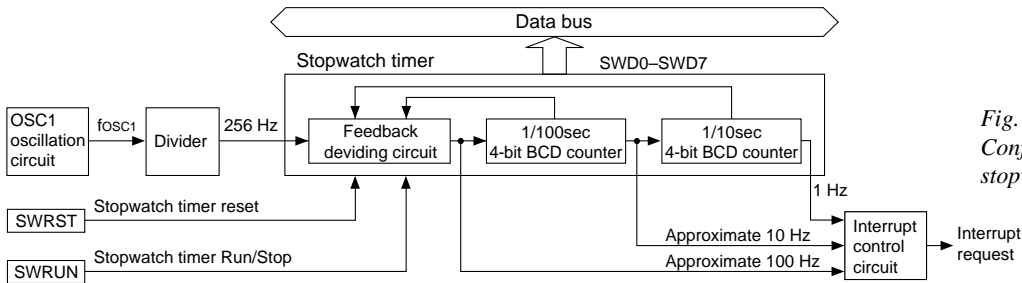 Data bus
Stopwatch timer
SWD0–SWD7
OSC1
oscillation
circuit
fOSC1
Divider
256 Hz
Feedback
deviding circuit
1/100sec
4-bit BCD counter
1/10sec
4-bit BCD counter
Fig.
Conf
stop
1 Hz
SWRST
Stopwatch timer reset
SWRUN
Stopwatch timer Run/Stop
Approximate 10 Hz
Approximate 100 Hz
Interrupt
control
circuit
Interrupt
request